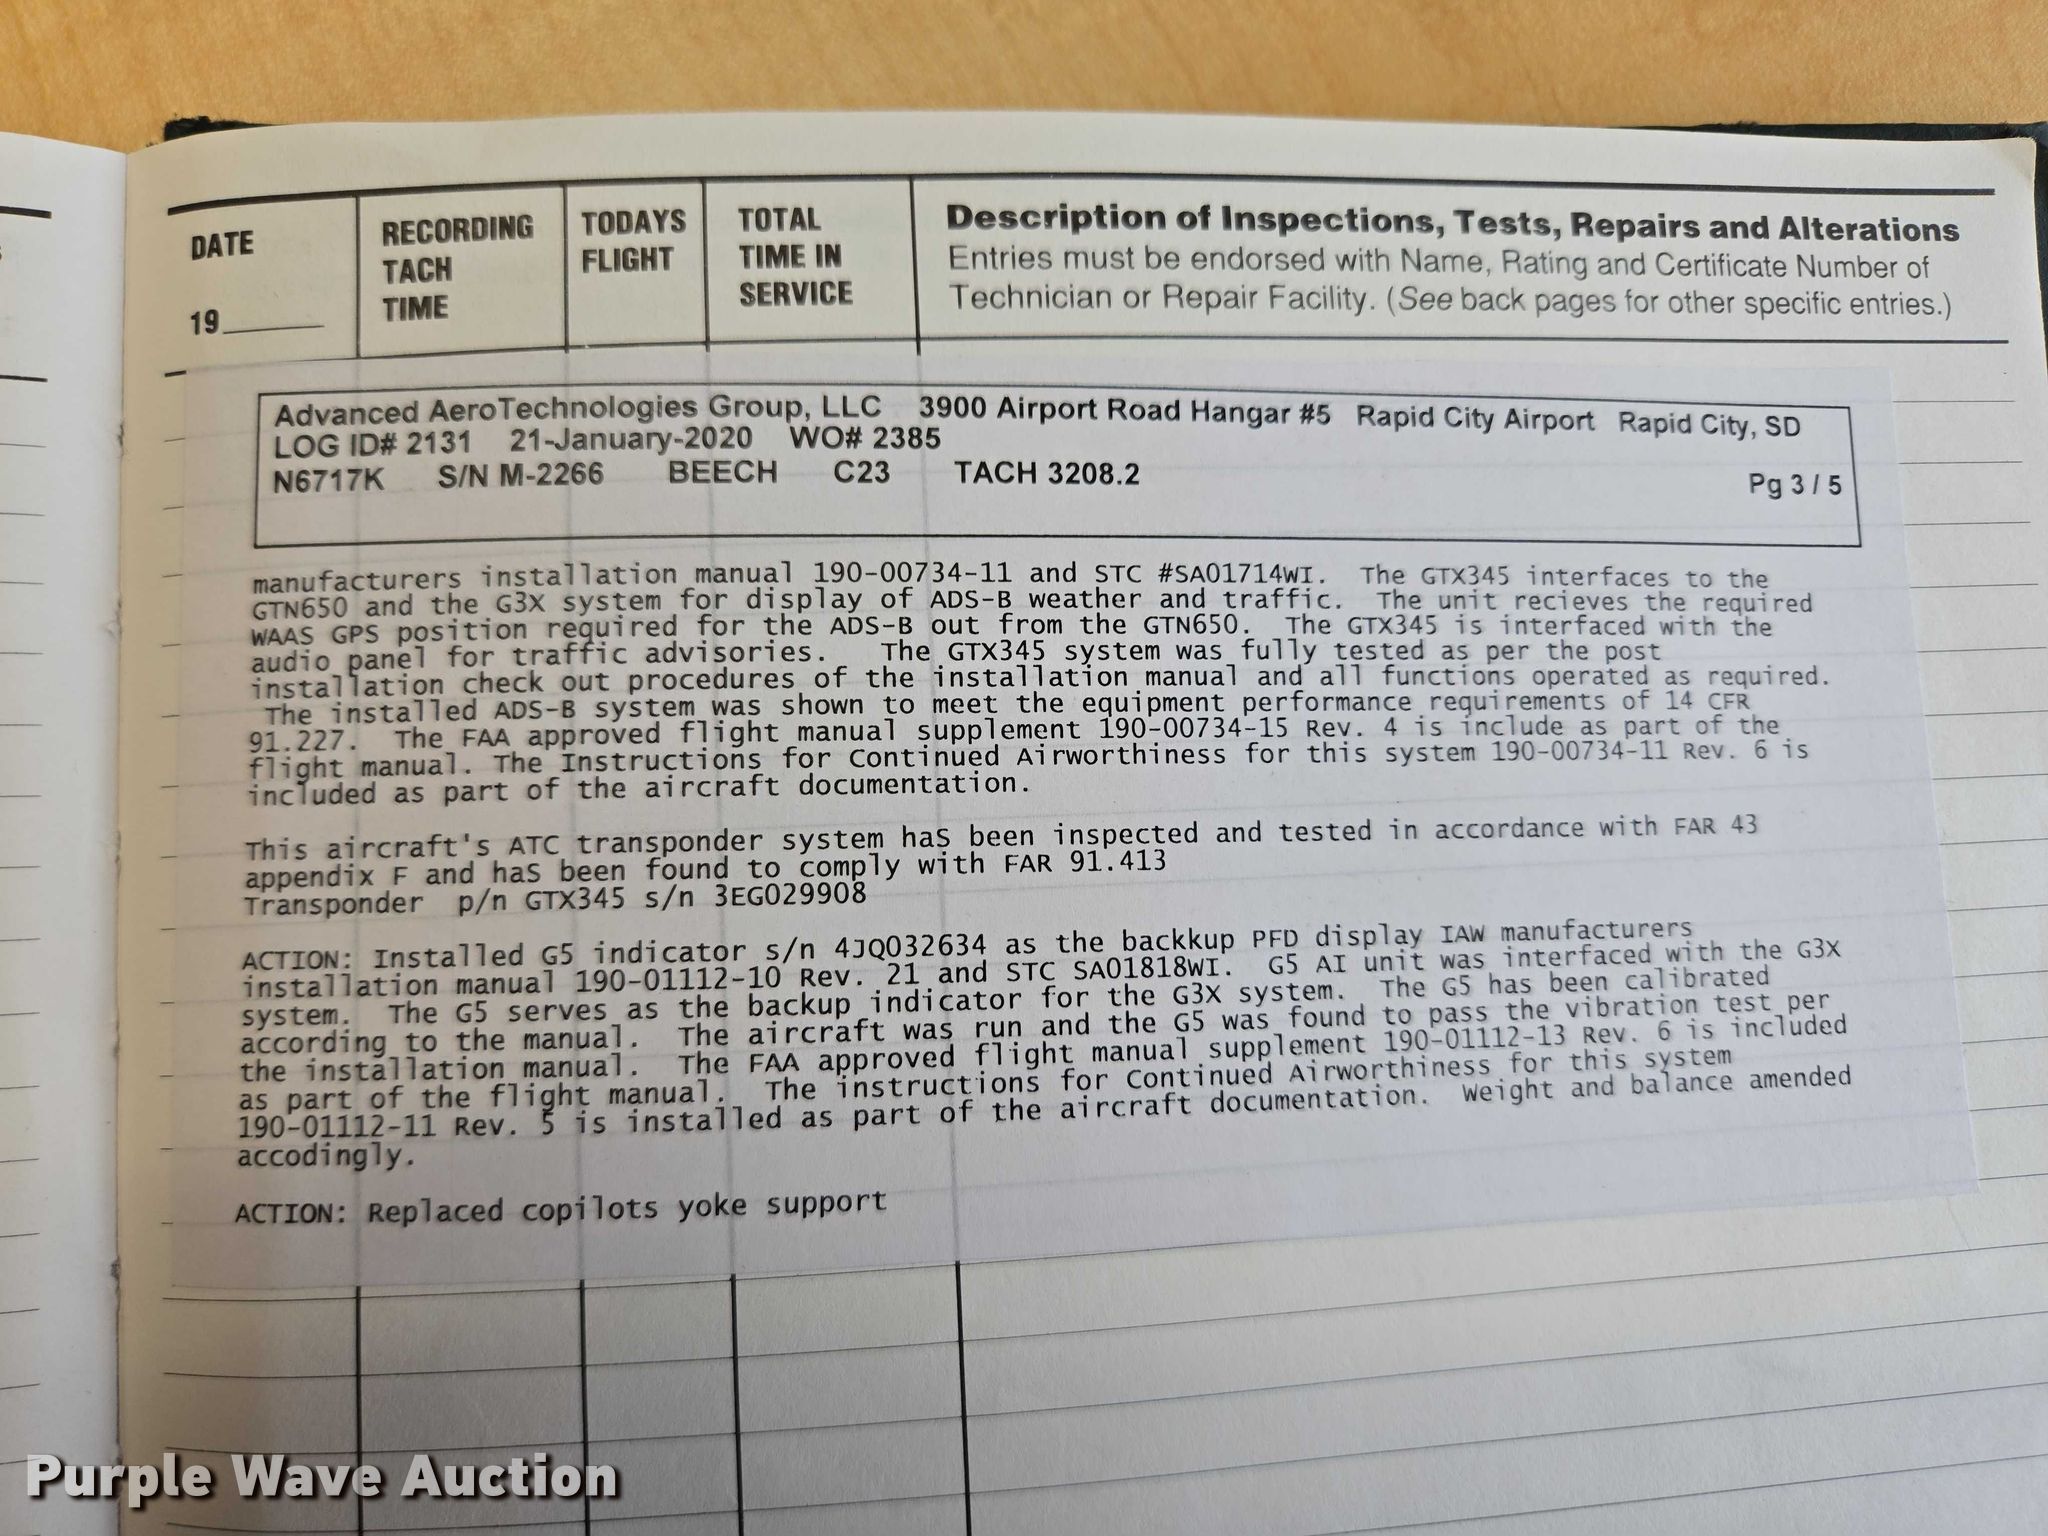 DATE
19
RECORDING
TACH
TIME
TODAYS
FLIGHT
TOTAL
TIME IN
SERVICE
Description of Inspections, Tests, Repairs and Alterations
Entries must be endorsed with Name, Rating and Certificate Number of
Technician or Repair Facility. (See back pages for other specific entries.)
Advanced AeroTechnologies Group, LLC 3900 Airport Road Hangar #5 Rapid City Airport Rapid City, SD
LOG ID# 2131 21-January-2020 WO# 2385
N6717K S/N M-2266 BEECH C23 TACH 3208.2 Pg 3 / 5
manufacturers installation manual 190-00734-11 and STC #SA01714WI. The GTX345 interfaces to the
GTN650 and the G3X system for display of ADS-B weather and traffic. The unit recieves the required
WAAS GPS position required for the ADS-B out from the GTN650. The GTX345 is interfaced with the
audio panel for traffic advisories. The GTX345 system was fully tested as per the post
installation check out procedures of the installation manual and all functions operated as required.
The installed ADS-B system was shown to meet the equipment performance requirements of 14 CFR
91.227. The FAA approved flight manual supplement 190-00734-15 Rev. 4 is include as part of the
flight manual. The Instructions for Continued Airworthiness for this system 190-00734-11 Rev. 6 is
included as part of the aircraft documentation.
This aircraft's ATC transponder system haS been inspected and tested in accordance with FAR 43
appendix F and haS been found to comply with FAR 91.413
Transponder p/n GTX345 s/n 3EG029908
ACTION: Installed G5 indicator s/n 4JQ032634 as the backkup PFD display IAW manufacturers
installation manual 190-01112-10 Rev. 21 and STC SA01818WI. G5 AI unit was interfaced with the G3X
system. The G5 serves as the backup indicator for the G3X system. The G5 has been calibrated
according to the manual. The aircraft was run and the G5 was found to pass the vibration test per
the installation manual. The FAA approved flight manual supplement 190-01112-13 Rev. 6 is included
as part of the flight manual. The instructions for Continued Airworthiness for this system
190-01112-11 Rev. 5 is installed as part of the aircraft documentation. Weight and balance amended
accodingly.
ACTION: Replaced copilots yoke support
Purple Wave Auction